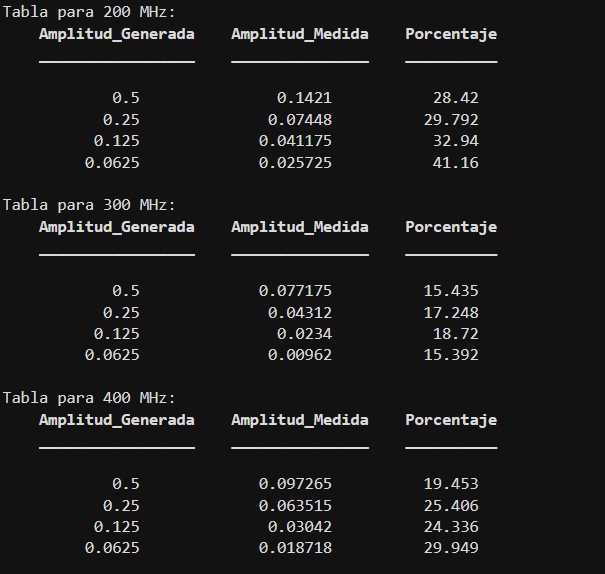 Tabla para 200 MHz:
Amplitud_Generada Amplitud_Medida Porcentaje
0.5 0.1421 28.42
0.25 0.07448 29.792
0.125 0.041175 32.94
0.0625 0.025725 41.16
Tabla para 300 MHz:
Amplitud_Generada Amplitud_Medida Porcentaje
0.5 0.077175 15.435
0.25 0.04312 17.248
0.125 0.0234 18.72
0.0625 0.00962 15.392
Tabla para 400 MHz:
Amplitud_Generada Amplitud_Medida Porcentaje
0.5 0.097265 19.453
0.25 0.063515 25.406
0.125 0.03042 24.336
0.0625 0.018718 29.949